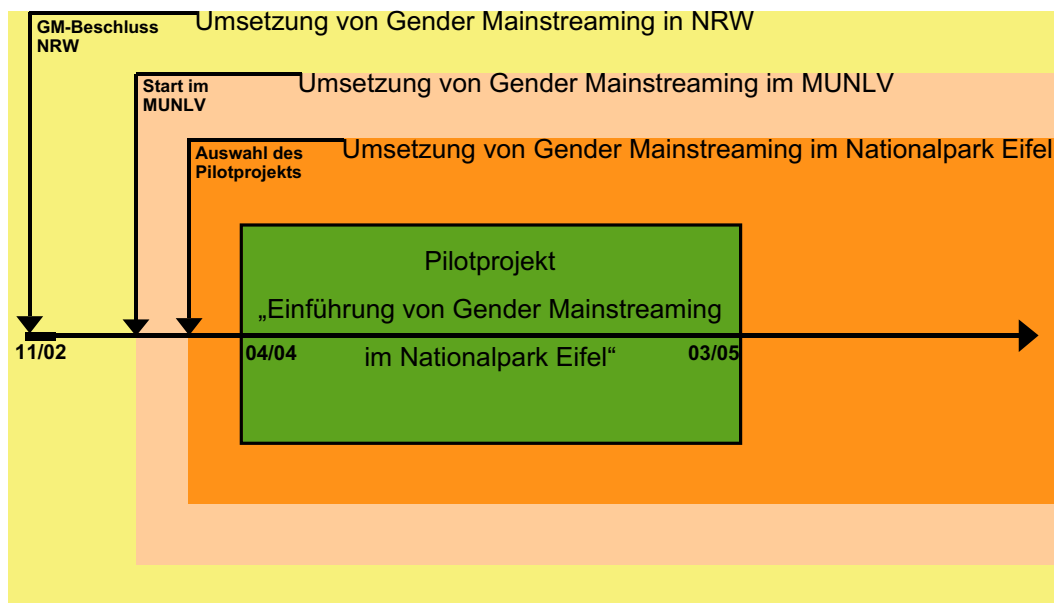 GM-Beschluss
NRW
Umsetzung von Gender Mainstreaming in NRW
Start im
MUNLV
Umsetzung von Gender Mainstreaming im MUNLV
Auswahl des
Pilotprojekts
Umsetzung von Gender Mainstreaming im Nationalpark Eifel
Pilotprojekt
„Einführung von Gender Mainstreaming
im Nationalpark Eifel“
11/02
04/04
03/05